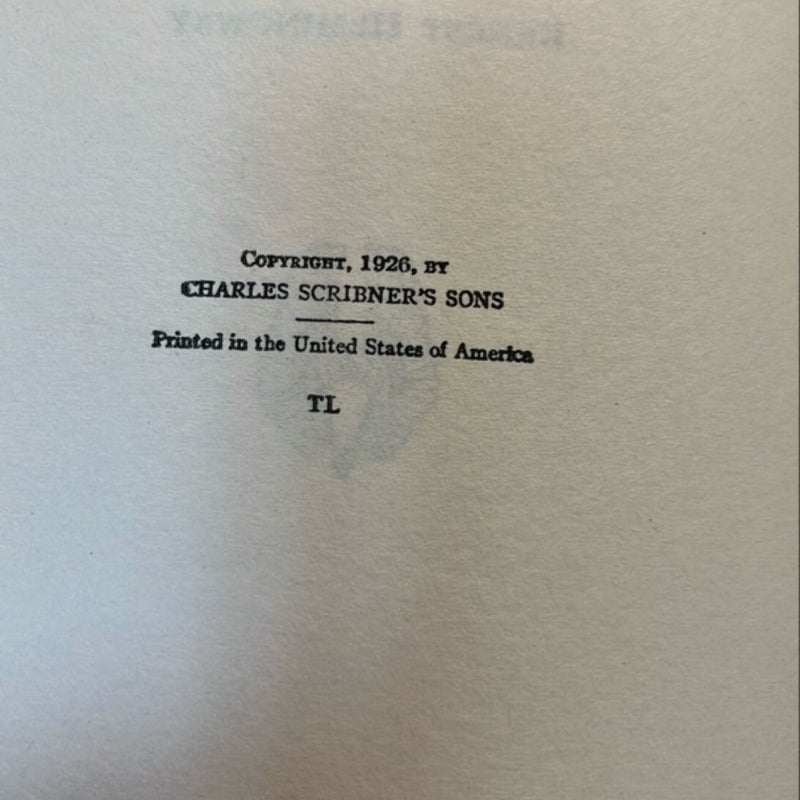 COPYRIGHT, 1926, BY
CHARLES SCRIBNER'S SONS
Printed in the United States of America
TL